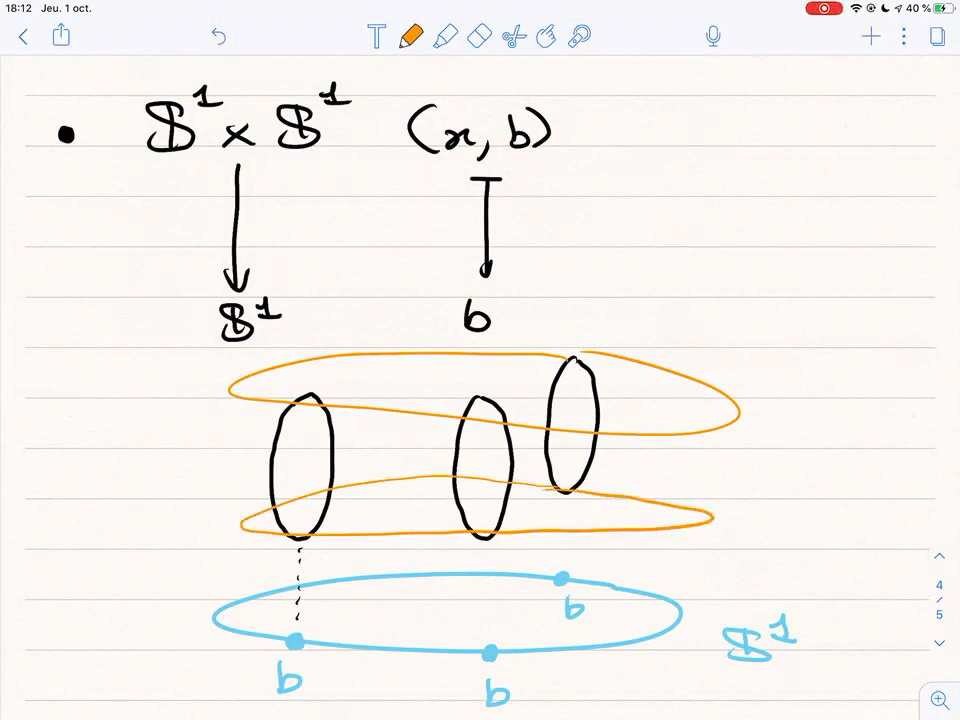 18:12 Jeu. 1 oct. 40 %
• 𝕊¹ × 𝕊¹ (x, b)
𝕊¹ b
b
b
b
𝕊¹
4
/
5